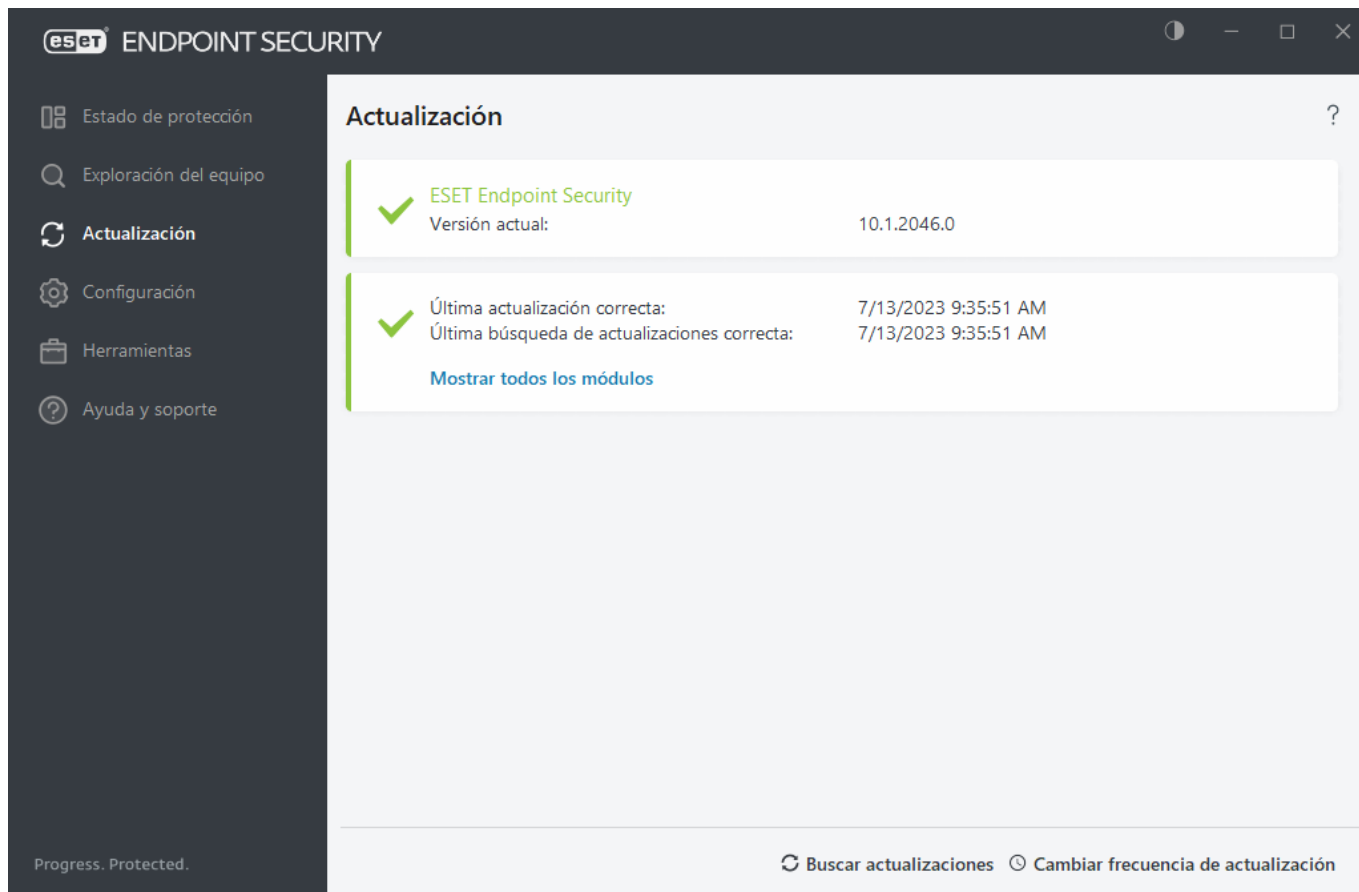 eset ENDPOINT SECURITY
Estado de protección
Exploración del equipo
Actualización
Configuración
Herramientas
Ayuda y soporte
Progress. Protected.
Actualización ?
ESET Endpoint Security
Versión actual: 10.1.2046.0
Última actualización correcta: 7/13/2023 9:35:51 AM
Última búsqueda de actualizaciones correcta: 7/13/2023 9:35:51 AM
Mostrar todos los módulos
Buscar actualizaciones Cambiar frecuencia de actualización